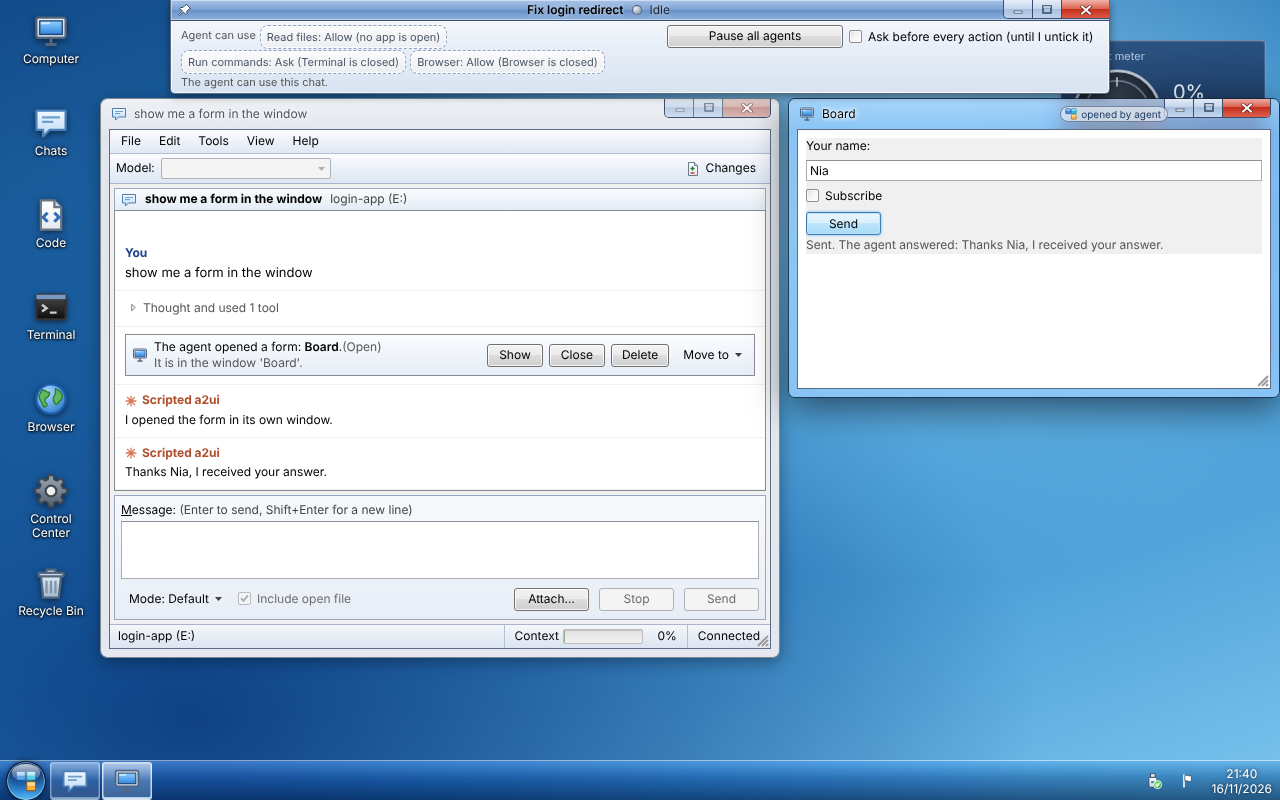 Computer
Chats
Code
Terminal
Browser
Control
Center
Recycle Bin
Fix login redirect Idle
Agent can use Read files: Allow (no app is open)
Pause all agents Ask before every action (until I untick it)
Run commands: Ask (Terminal is closed) Browser: Allow (Browser is closed)
The agent can use this chat.
meter
0%
show me a form in the window
File Edit Tools View Help
Model: Changes
show me a form in the window login-app (E:)
You
show me a form in the window
Thought and used 1 tool
The agent opened a form: Board.(Open)
It is in the window 'Board'.
Show Close Delete Move to
Scripted a2ui
I opened the form in its own window.
Scripted a2ui
Thanks Nia, I received your answer.
Message: (Enter to send, Shift+Enter for a new line)
Mode: Default Include open file Attach... Stop Send
login-app (E:) Context 0% Connected
Board opened by agent
Your name:
Nia
Subscribe
Send
Sent. The agent answered: Thanks Nia, I received your answer.
21:40
16/11/2026